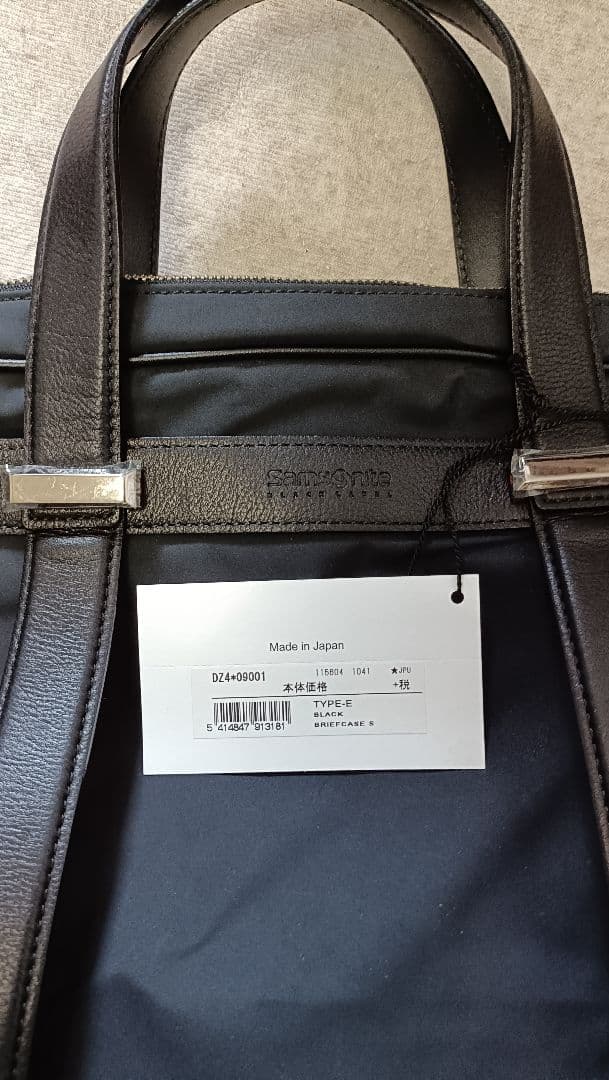 Samsonite
BLACK LABEL
Made in Japan
DZ4*09001 116604 1041 ★JPU
本体価格 +税
TYPE-E
BLACK
BRIEFCASE S
5 414847 913181